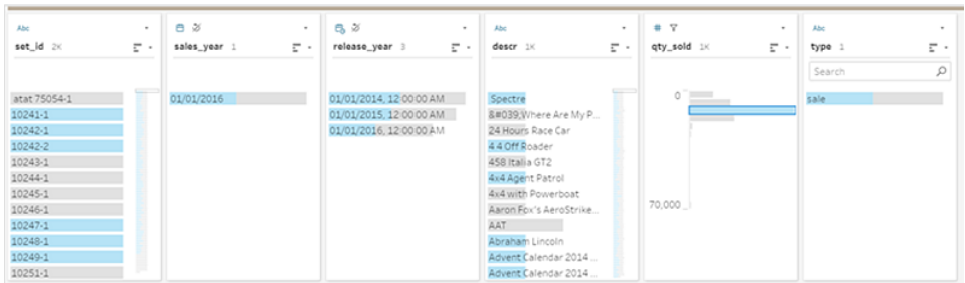 Abc
set_id 2K
atat 75054-1
10241-1
10242-1
10242-2
10243-1
10244-1
10245-1
10246-1
10247-1
10248-1
10249-1
10251-1
sales_year 1
01/01/2016
release_year 3
01/01/2014, 12:00:00 AM
01/01/2015, 12:00:00 AM
01/01/2016, 12:00:00 AM
Abc
descr 1K
Spectre
&#039;Where Are My P...
24 Hours Race Car
4 4 Off Roader
458 Italia GT2
4x4 Agent Patrol
4x4 with Powerboat
Aaron Fox's AeroStrike...
AAT
Abraham Lincoln
Advent Calendar 2014 ...
Advent Calendar 2014 ...
#
qty_sold 1K
0
70,000
Abc
type 1
Search
sale